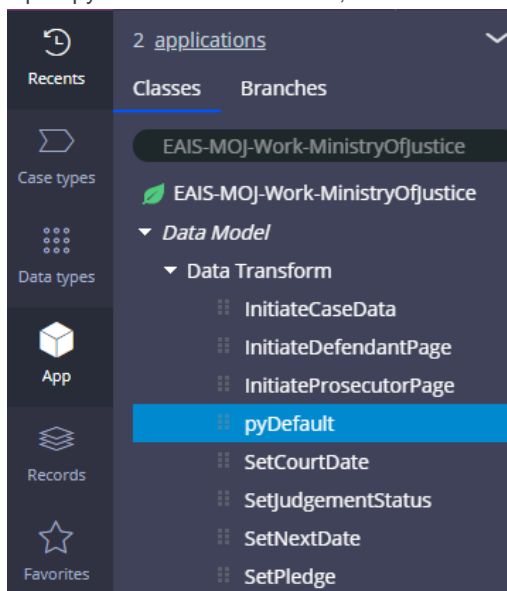 Recents
Case types
Data types
App
Records
Favorites
2 applications
Classes Branches
EAIS-MOJ-Work-MinistryOfJustice
EAIS-MOJ-Work-MinistryOfJustice
Data Model
Data Transform
InitiateCaseData
InitiateDefendantPage
InitiateProsecutorPage
pyDefault
SetCourtDate
SetJudgementStatus
SetNextDate
SetPledge